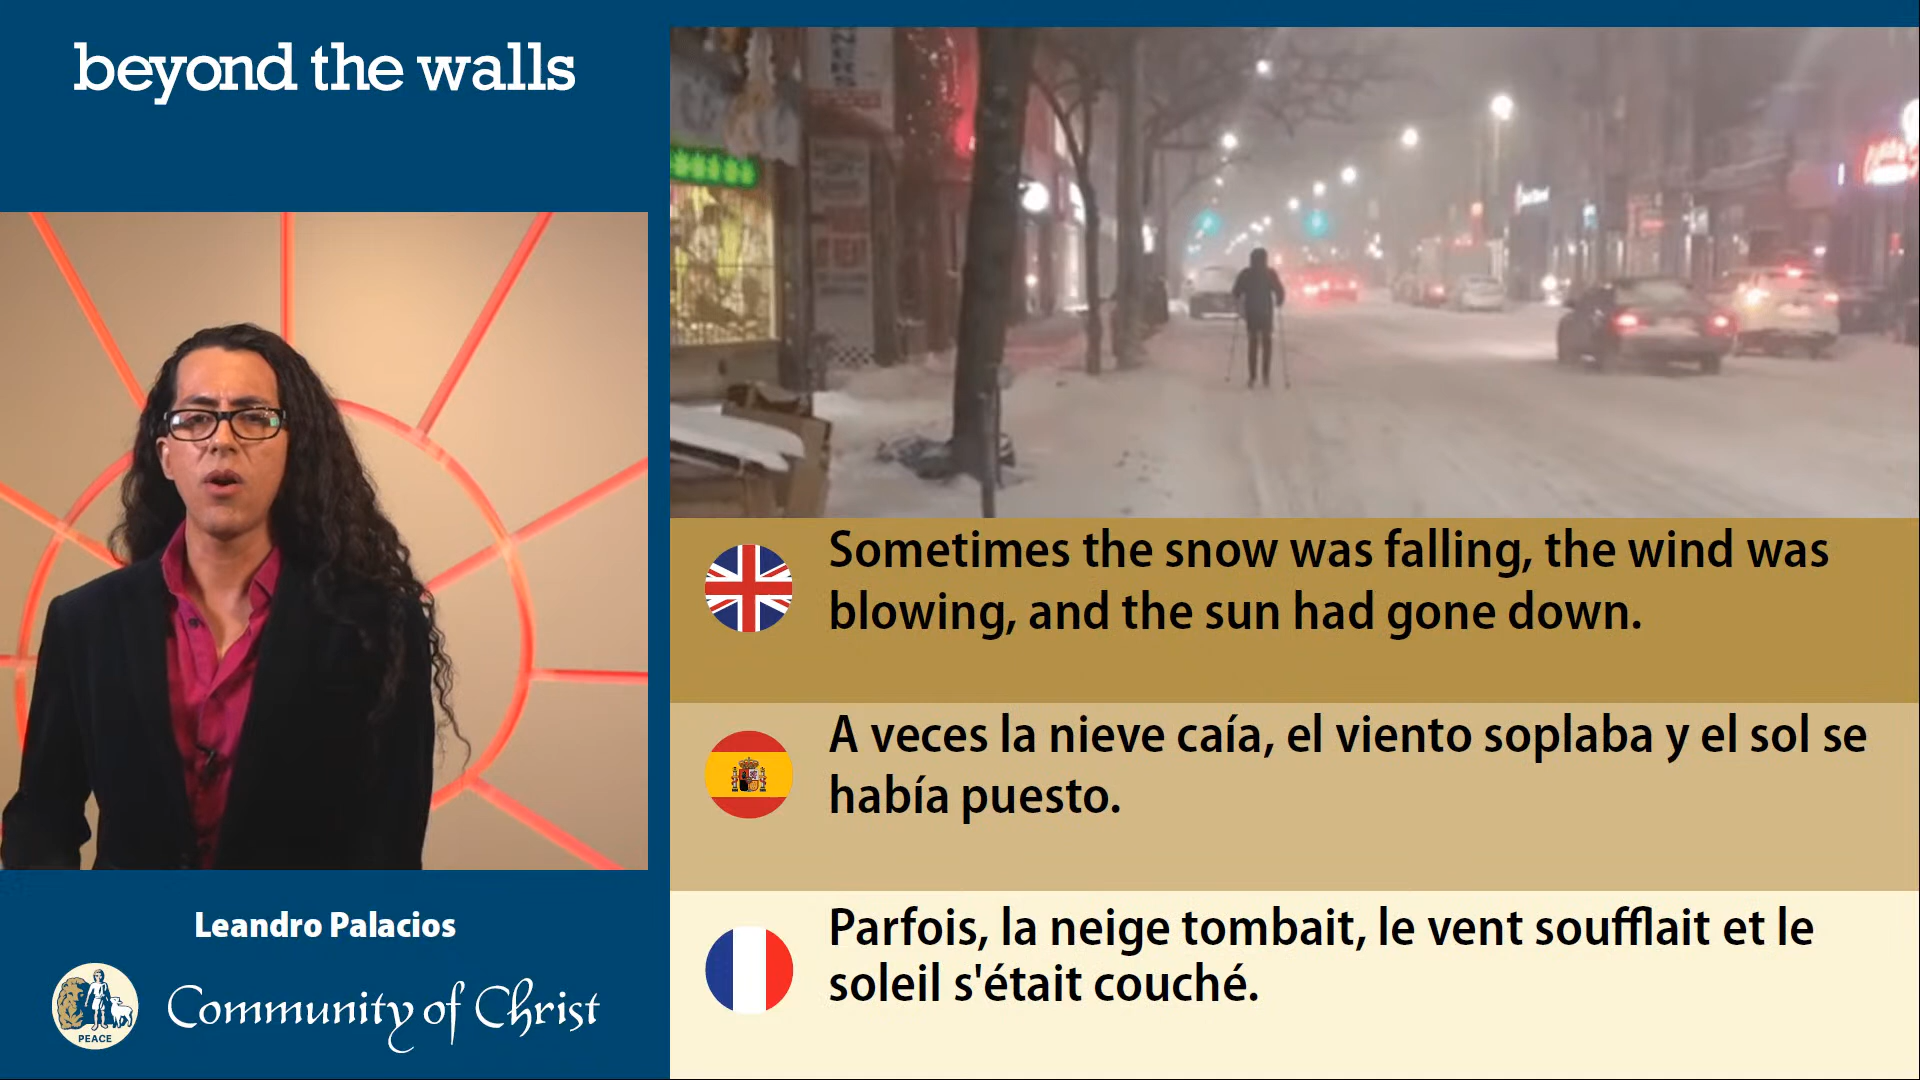 beyond the walls
Sometimes the snow was falling, the wind was
blowing, and the sun had gone down.
A veces la nieve caía, el viento soplaba y el sol se
había puesto.
Parfois, la neige tombait, le vent soufflait et le
soleil s'était couché.
Leandro Palacios
PEACE
Community of Christ